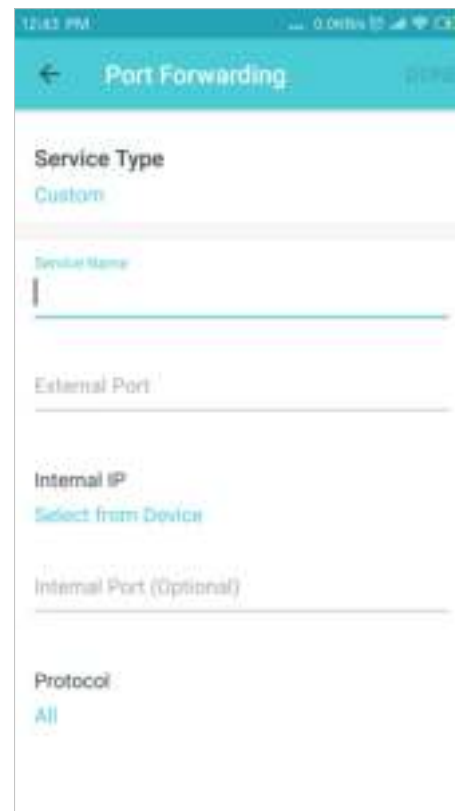 12:43 PM
Port Forwarding
Service Type
Custom
Service Name
External Port
Internal IP
Select from Device
Internal Port (Optional)
Protocol
All